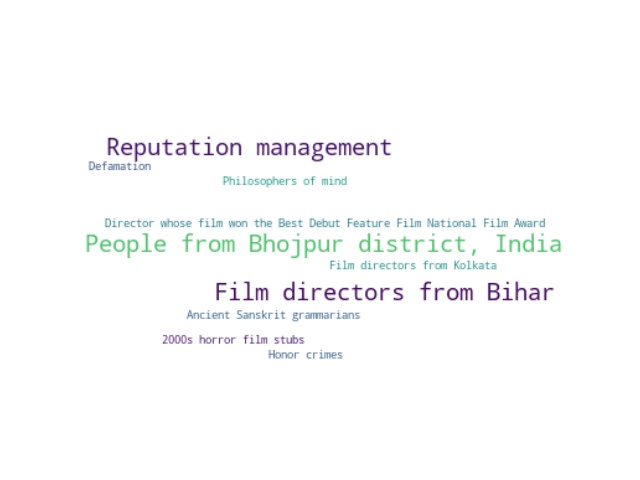 Reputation management
Defamation
Philosophers of mind
Director whose film won the Best Debut Feature Film National Film Award
People from Bhojpur district, India
Film directors from Kolkata
Film directors from Bihar
Ancient Sanskrit grammarians
2000s horror film stubs
Honor crimes